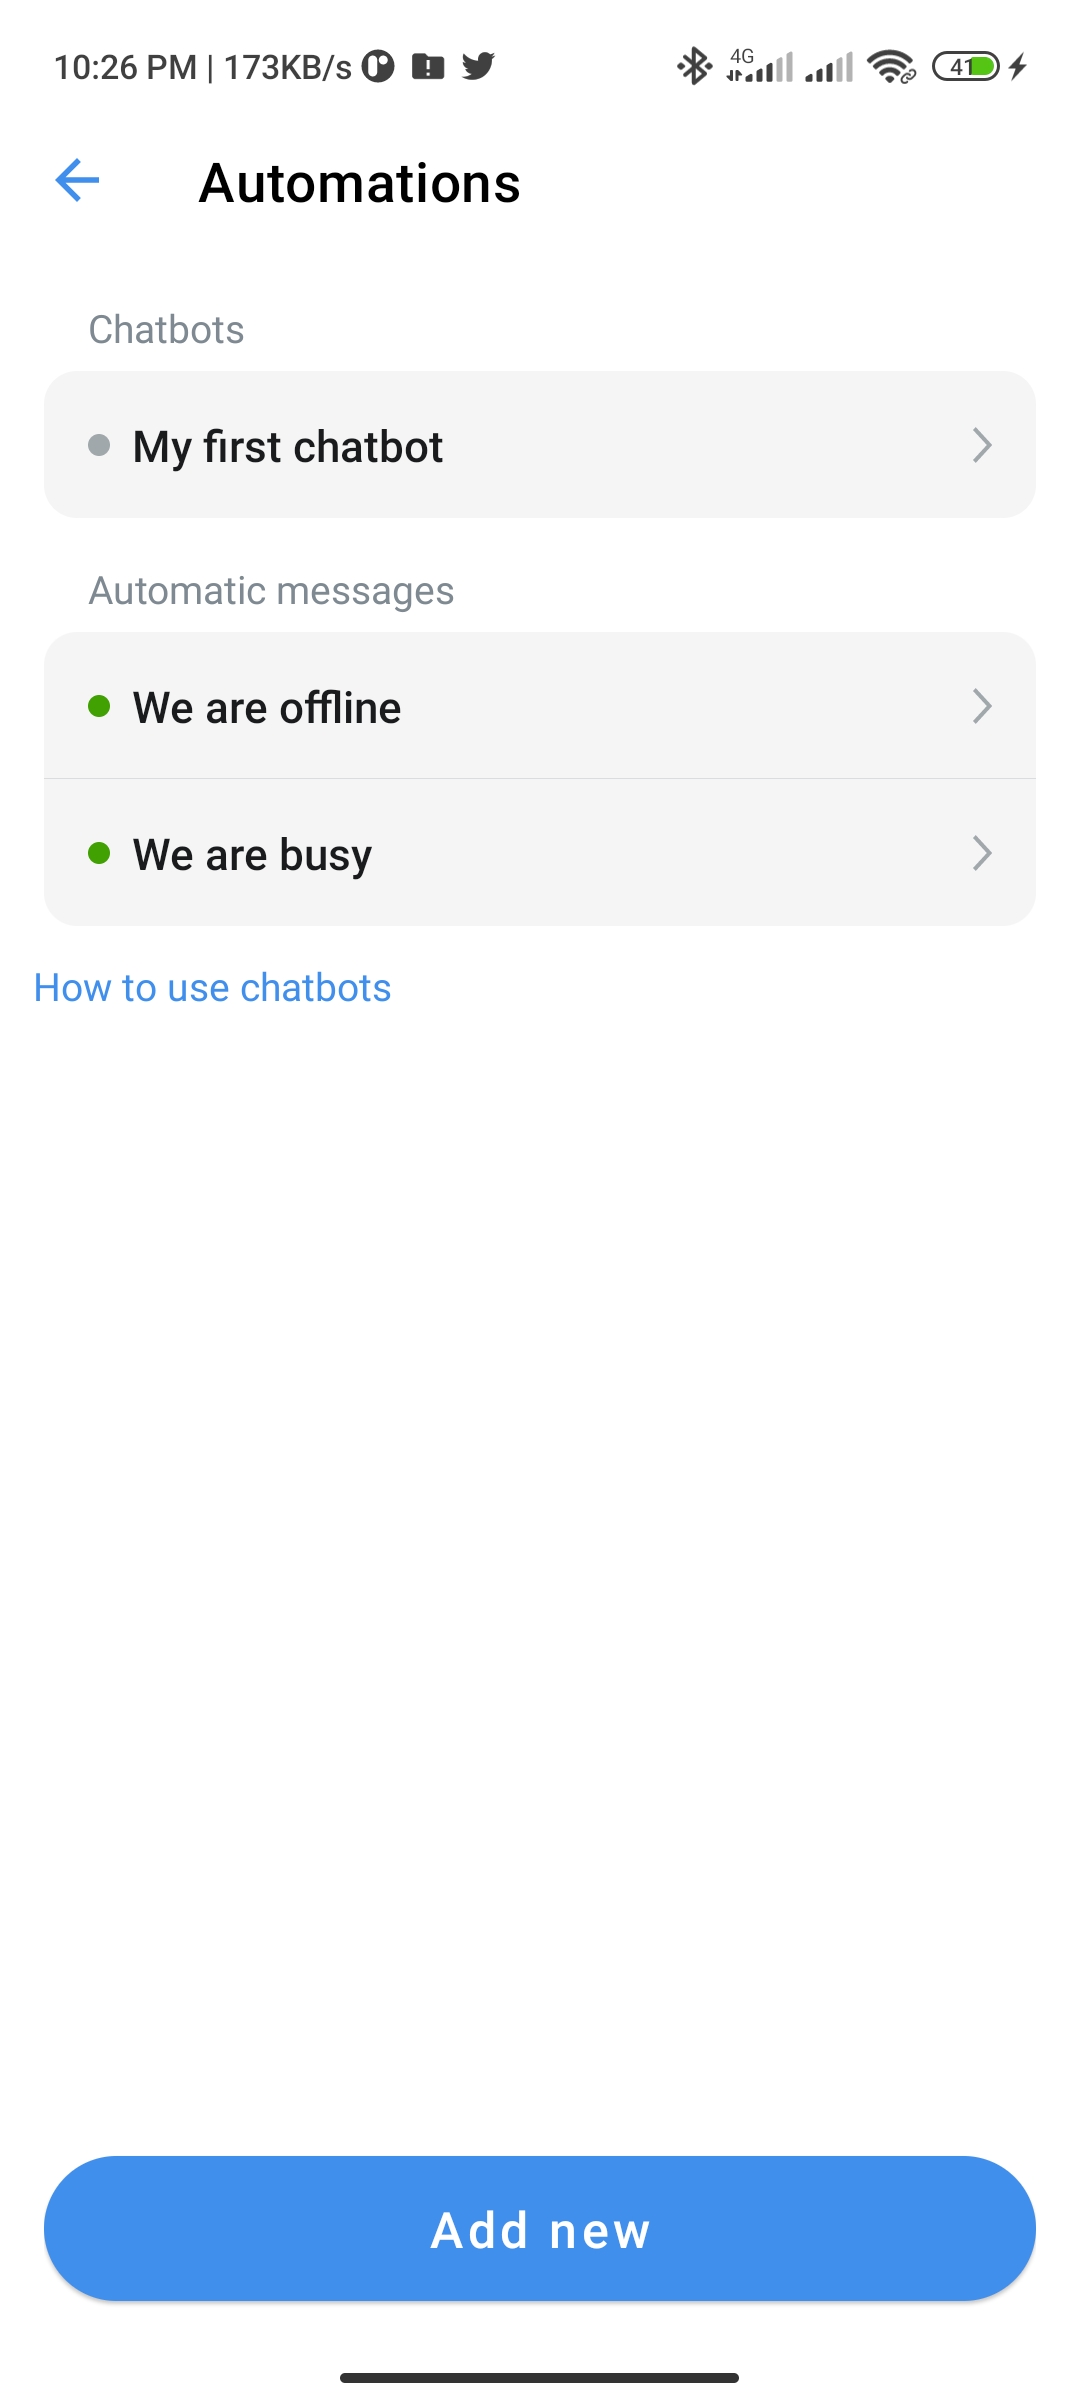 10:26 PM | 173KB/s 4G 41
Automations
Chatbots
My first chatbot
Automatic messages
We are offline
We are busy
How to use chatbots
Add new